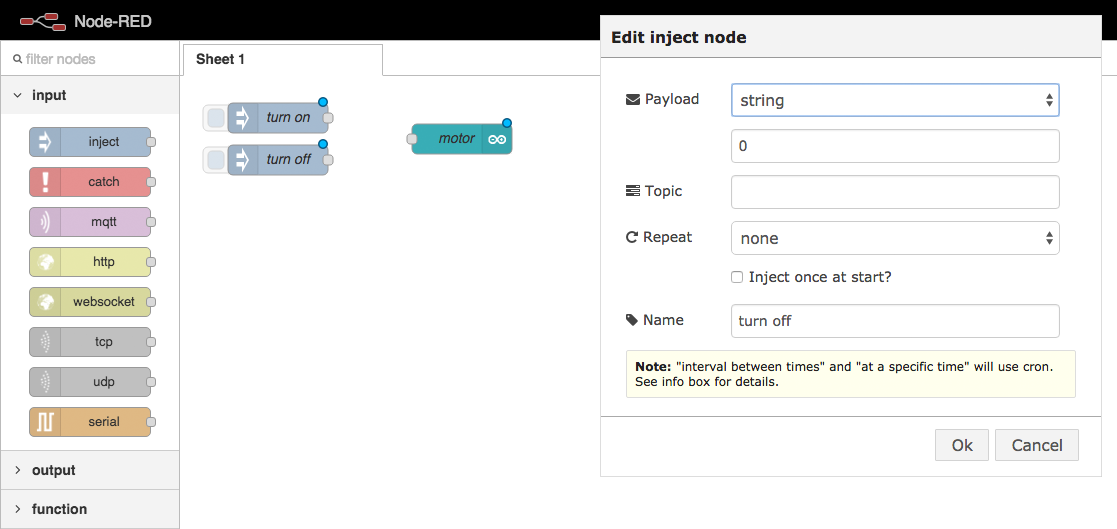 Node-RED
filter nodes
Sheet 1
input
inject
catch
mqtt
http
websocket
tcp
udp
serial
output
function
turn on
turn off
motor
Edit inject node
Payload
string
0
Topic
Repeat
none
Inject once at start?
Name
turn off
Note: "interval between times" and "at a specific time" will use cron.
See info box for details.
Ok
Cancel